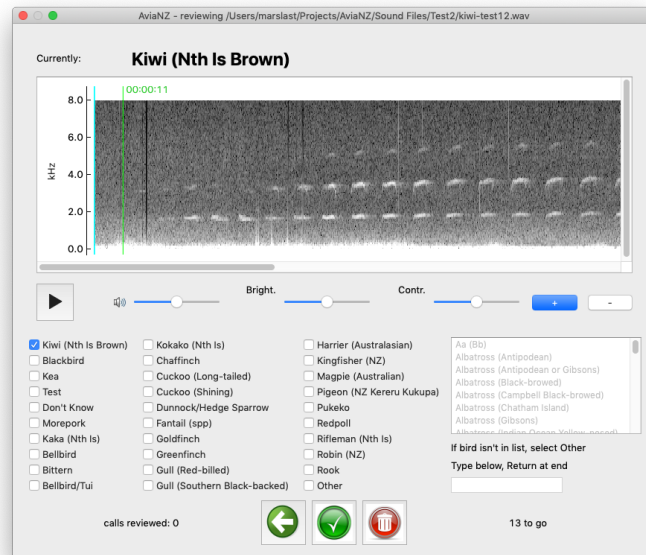 AviaNZ - reviewing /Users/marslast/Projects/AviaNZ/Sound Files/Test2/kiwi-test12.wav
Currently:
Kiwi (Nth Is Brown)
00:00:11
8.0
6.0
4.0
2.0
0.0
kHz
Bright.
Contr.
+
-
Kiwi (Nth Is Brown)
Blackbird
Kea
Test
Don't Know
Morepork
Kaka (Nth Is)
Bellbird
Bittern
Bellbird/Tui
Kokako (Nth Is)
Chaffinch
Cuckoo (Long-tailed)
Cuckoo (Shining)
Dunnock/Hedge Sparrow
Fantail (spp)
Goldfinch
Greenfinch
Gull (Red-billed)
Gull (Southern Black-backed)
Harrier (Australasian)
Kingfisher (NZ)
Magpie (Australian)
Pigeon (NZ Kereru Kukupa)
Pukeko
Redpoll
Rifleman (Nth Is)
Robin (NZ)
Rook
Other
Aa (Bb)
Albatross (Antipodean)
Albatross (Antipodean or Gibsons)
Albatross (Black-browed)
Albatross (Campbell Black-browed)
Albatross (Chatham Island)
Albatross (Gibsons)
Albatross (Indian Ocean Yellow-nosed)
If bird isn't in list, select Other
Type below, Return at end
calls reviewed: 0
13 to go